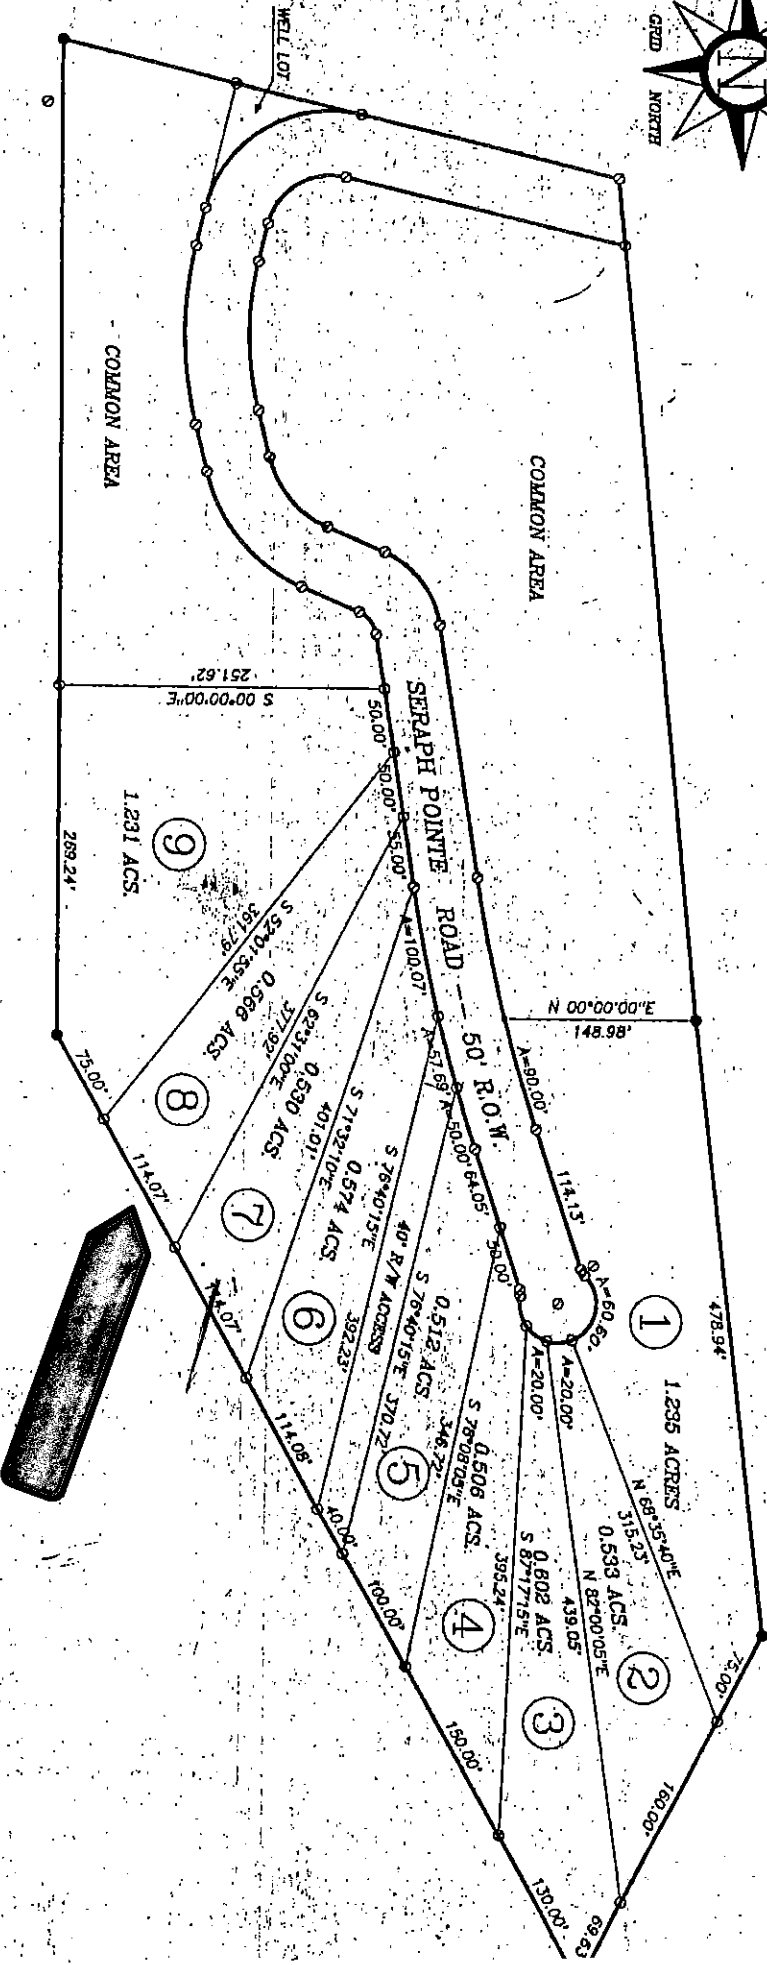 GRID NORTH
N
WELL LOT
COMMON AREA
COMMON AREA
SERAPH POINTE ROAD -- 50' R.O.W.
S 00°00'00"E
251.62'
289.24'
50.00'
50.00'
55.00'
A=100.07'
A=57.69'
A=50.00'
64.05'
50.00'
N 00°00'00"E
148.98'
A=90.00'
114.13'
A=60.60'
A=20.00'
A=20.00'
478.94'
1
1.235 ACRES
N 68°35'40"E
315.23'
2
0.533 ACS.
N 82°00'05"E
439.05'
3
0.602 ACS.
S 87°17'15"E
395.24'
4
0.506 ACS.
S 76°08'05"E
346.72'
5
0.512 ACS.
S 76°40'15"E 370.72'
40' R/W ACCESS
S 76°40'15"E
392.23'
6
0.574 ACS.
S 71°32'10"E
401.01'
7
0.530 ACS.
S 62°31'00"E
377.92'
8
0.566 ACS.
S 52°01'55"E
361.79'
9
1.231 ACS.
75.00'
114.07'
114.07'
114.08'
40.00'
100.00'
150.00'
130.00'
69.63
160.00'
75.00'